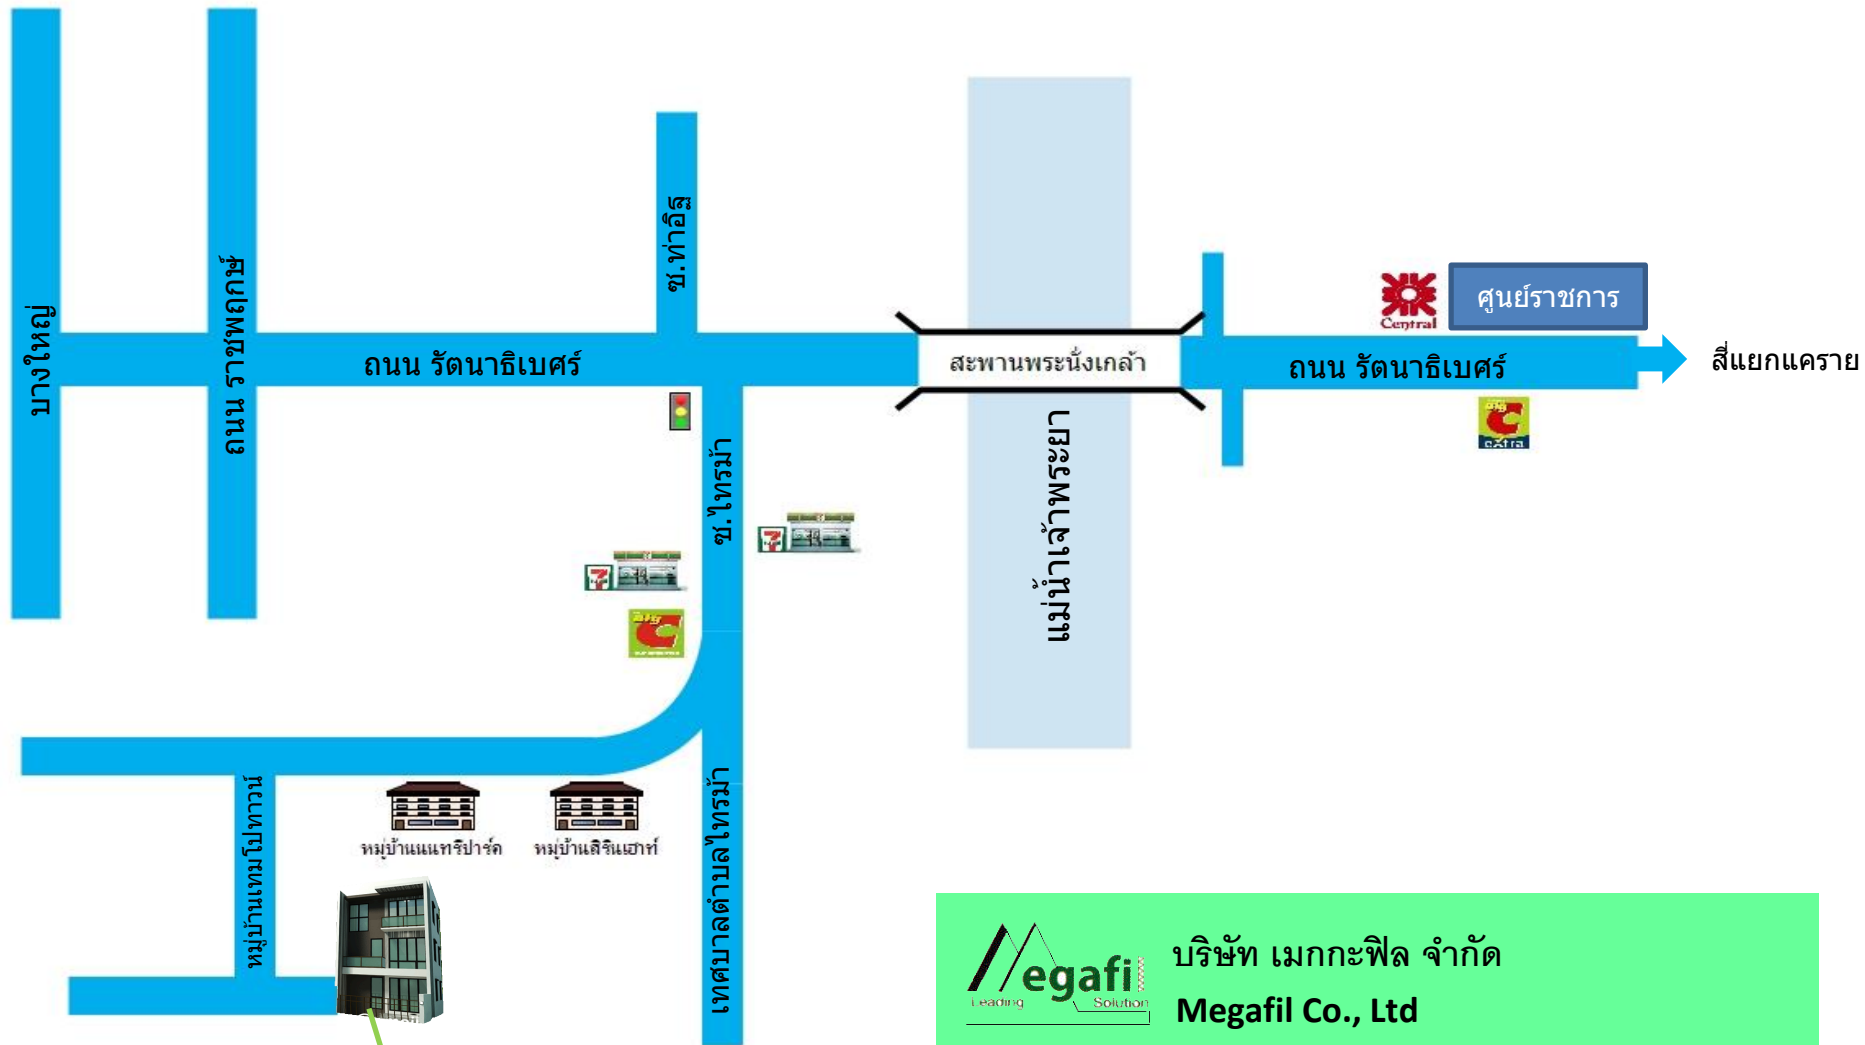 บางใหญ่
ถนน ราชพฤกษ์
ซ.ท่าอิฐ
ถนน รัตนาธิเบศร์
สะพานพระนั่งเกล้า
แม่น้ำเจ้าพระยา
Central
ศูนย์ราชการ
ถนน รัตนาธิเบศร์
สี่แยกแคราย
Big
C
extra
ซ.ไทรม้า
7
7
Big
C
หมู่บ้านนนทรีปาร์ค
หมู่บ้านสิรินเฮาท์
หมู่บ้านเทมโปทาวน์
เทศบาลตำบลไทรม้า
Megafil
Leading Solution
บริษัท เมกกะฟิล จำกัด
Megafil Co., Ltd